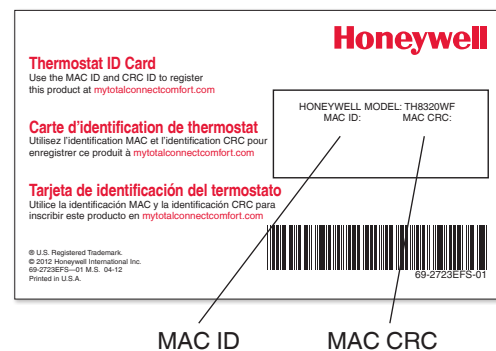 Honeywell
Thermostat ID Card
Use the MAC ID and CRC ID to register
this product at mytotalconnectcomfort.com
HONEYWELL MODEL: TH8320WF
MAC ID: MAC CRC:
Carte d'identification de thermostat
Utilisez l'identification MAC et l'identification CRC pour
enregistrer ce produit à mytotalconnectcomfort.com
Tarjeta de identificación del termostato
Utilice la identificación MAC y la identificación CRC para
inscribir este producto en mytotalconnectcomfort.com
® U.S. Registered Trademark.
© 2012 Honeywell International Inc.
69-2723EFS—01 M.S. 04-12
Printed in U.S.A.
69-2723EFS-01
MAC ID MAC CRC